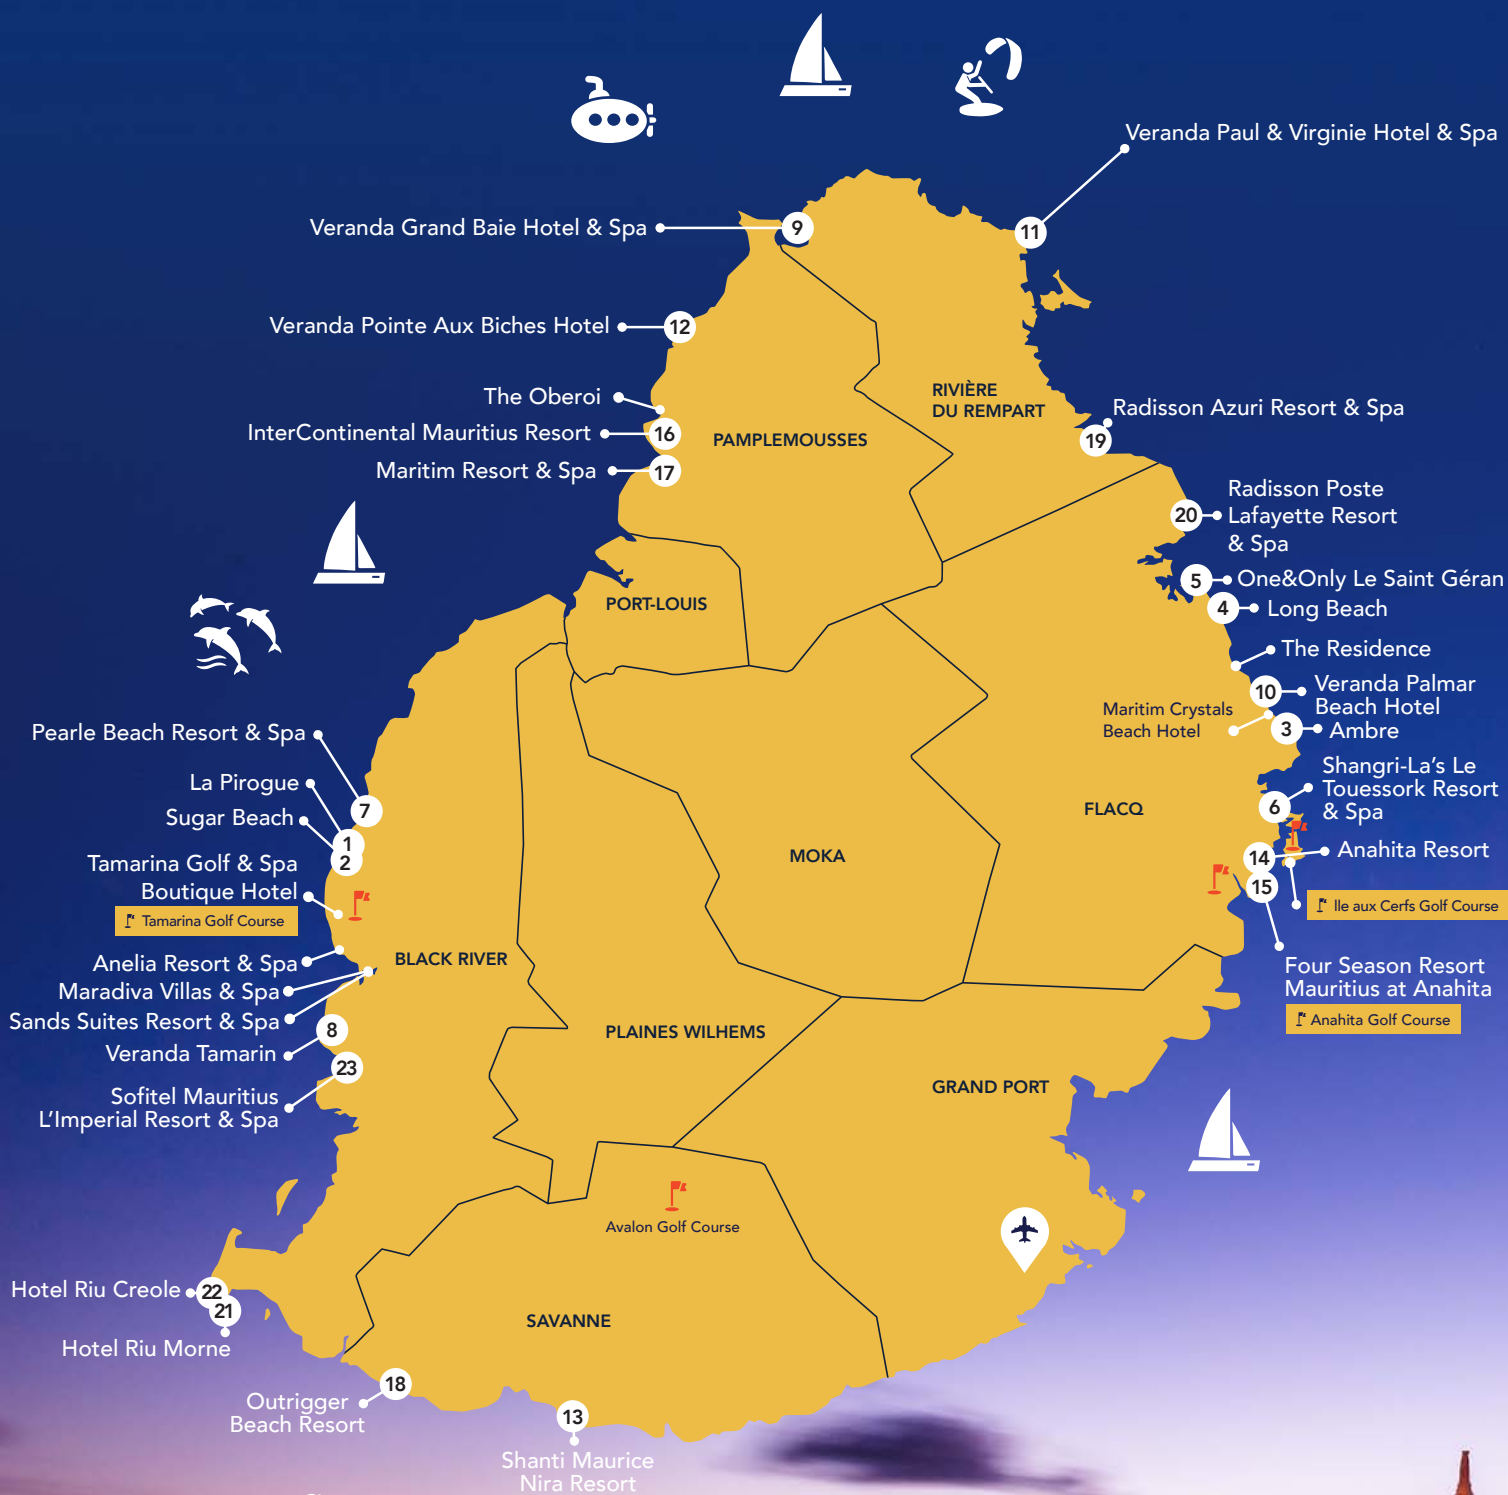 Veranda Paul & Virginie Hotel & Spa
11
Veranda Grand Baie Hotel & Spa
9
Veranda Pointe Aux Biches Hotel
12
The Oberoi
InterContinental Mauritius Resort
16
Maritim Resort & Spa
17
RIVIÈRE
DU REMPART
PAMPLEMOUSSES
Radisson Azuri Resort & Spa
19
Radisson Poste
Lafayette Resort
& Spa
20
5
One&Only Le Saint Géran
4
Long Beach
PORT-LOUIS
The Residence
10
Veranda Palmar
Beach Hotel
Maritim Crystals
Beach Hotel
3
Ambre
Shangri-La's Le
Touessork Resort
& Spa
6
Pearle Beach Resort & Spa
7
La Pirogue
1
Sugar Beach
2
FLACQ
MOKA
14
Anahita Resort
15
Ile aux Cerfs Golf Course
Tamarina Golf & Spa
Boutique Hotel
Tamarina Golf Course
Anelia Resort & Spa
BLACK RIVER
Maradiva Villas & Spa
Sands Suites Resort & Spa
8
Veranda Tamarin
23
Sofitel Mauritius
L'Imperial Resort & Spa
Four Season Resort
Mauritius at Anahita
Anahita Golf Course
PLAINES WILHEMS
GRAND PORT
Avalon Golf Course
Hotel Riu Creole
22
21
Hotel Riu Morne
SAVANNE
18
Outrigger
Beach Resort
13
Shanti Maurice
Nira Resort